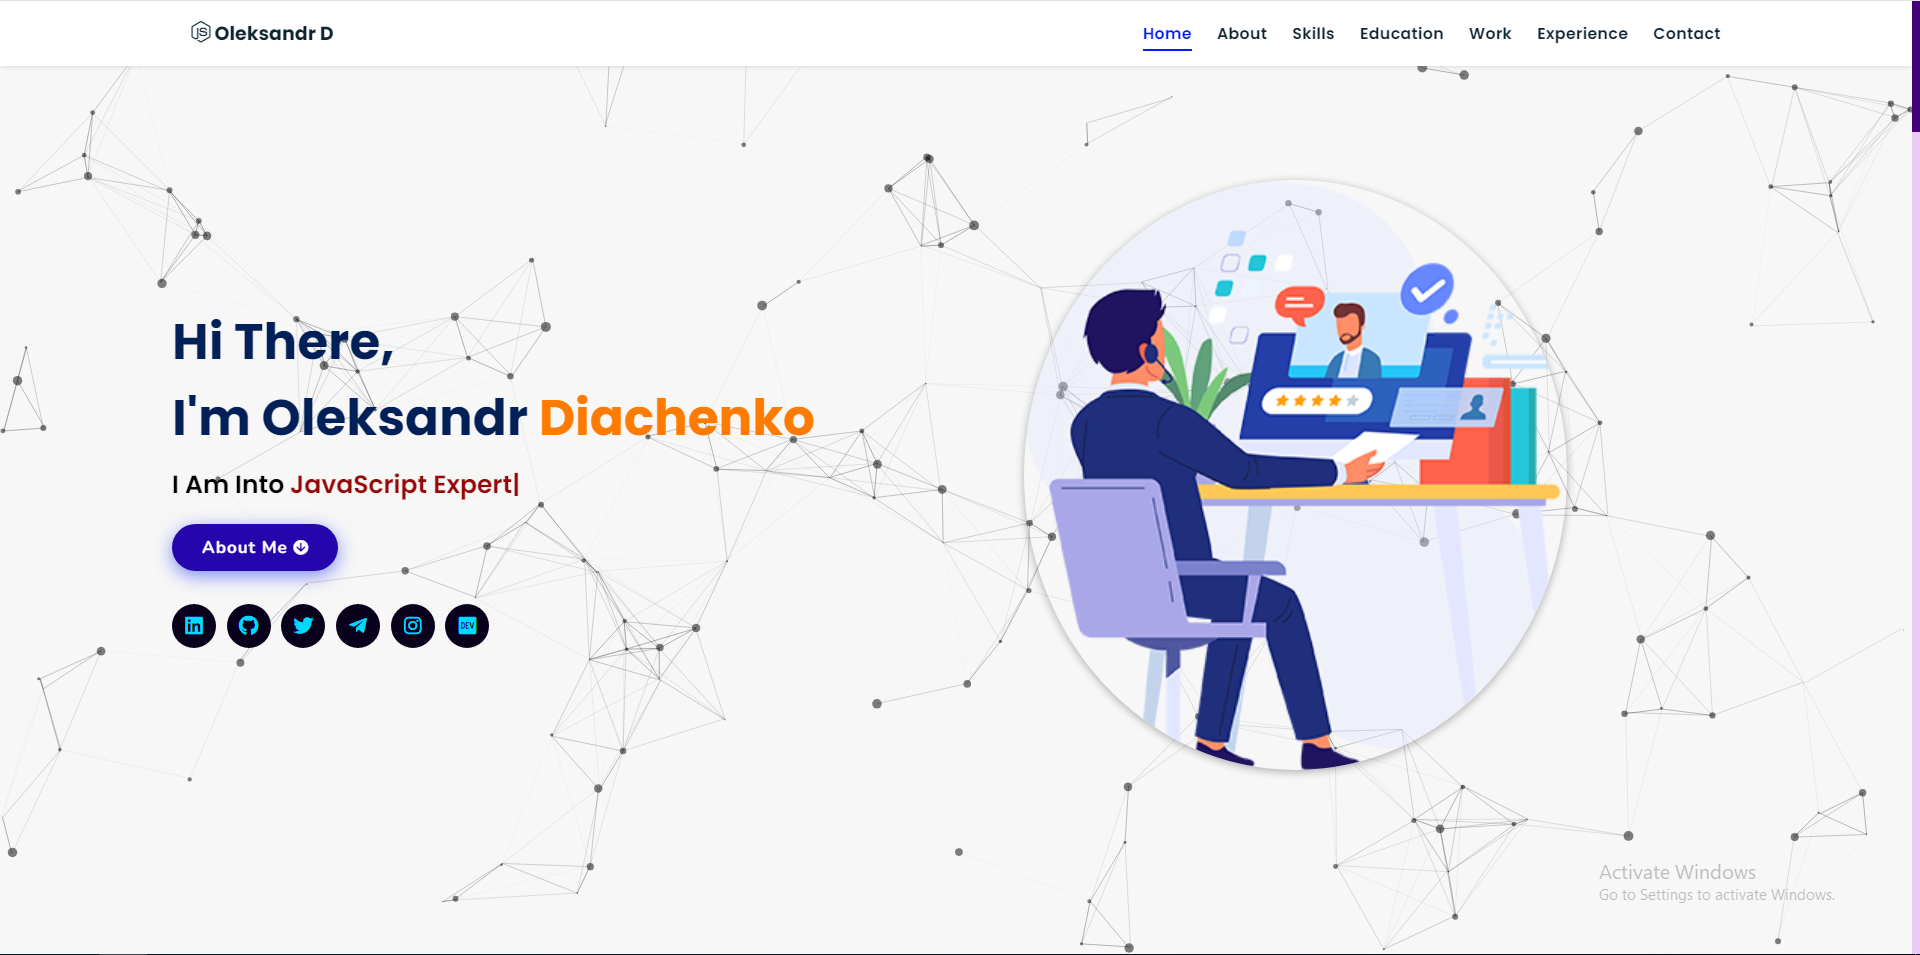 Oleksandr D
Home About Skills Education Work Experience Contact
Hi There,
I'm Oleksandr Diachenko
I Am Into JavaScript Expert|
About Me
DEV
Activate Windows
Go to Settings to activate Windows.